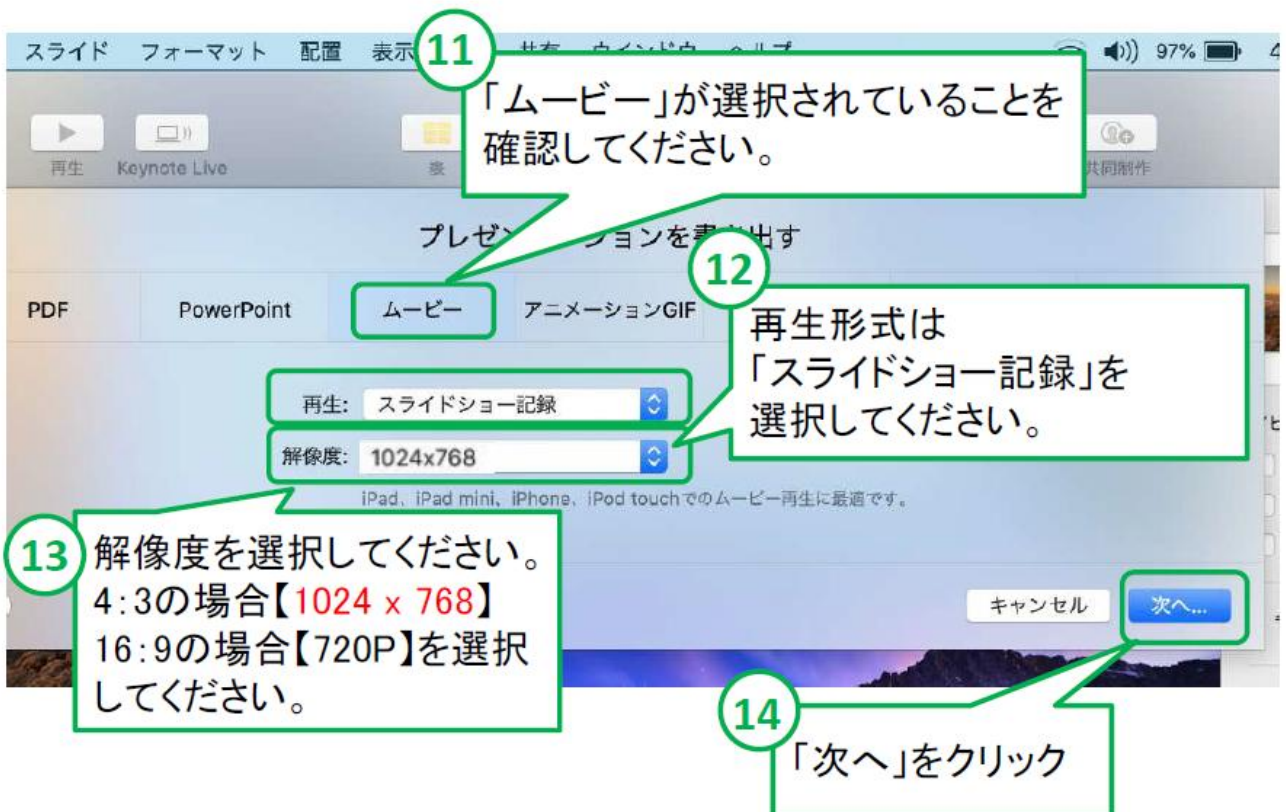 スライド フォーマット 配置 表示 共有 ウインドウ ヘルプ 97%
11
「ムービー」が選択されていることを
確認してください。
再生 Keynote Live 表 共同制作
プレゼンーションを書き出す
12
PDF PowerPoint ムービー アニメーションGIF
再生形式は
「スライドショー記録」を
選択してください。
再生: スライドショー記録
解像度: 1024x768
iPad、iPad mini、iPhone、iPod touchでのムービー再生に最適です。
13
解像度を選択してください。
4:3の場合【1024 x 768】
16:9の場合【720P】を選択
してください。
キャンセル 次へ...
14
「次へ」をクリック